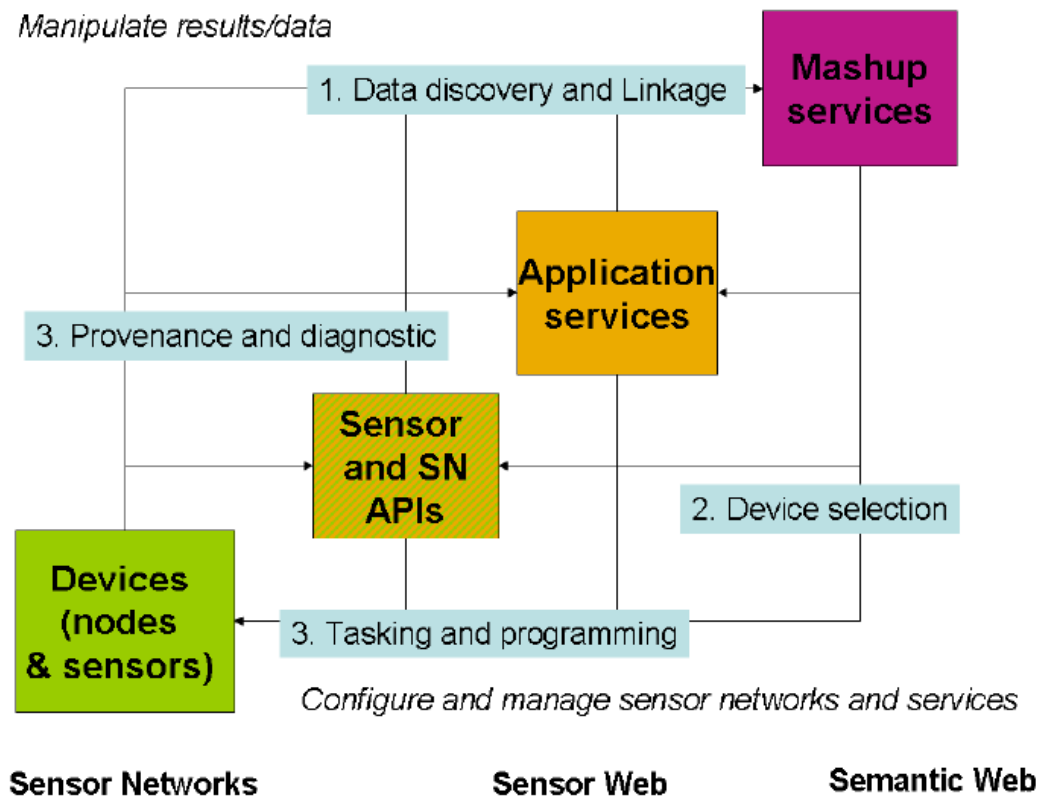 Manipulate results/data
Mashup
services
1. Data discovery and Linkage
Application
services
3. Provenance and diagnostic
Sensor
and SN
APIs
2. Device selection
Devices
(nodes
& sensors)
3. Tasking and programming
Configure and manage sensor networks and services
Sensor Networks
Sensor Web
Semantic Web